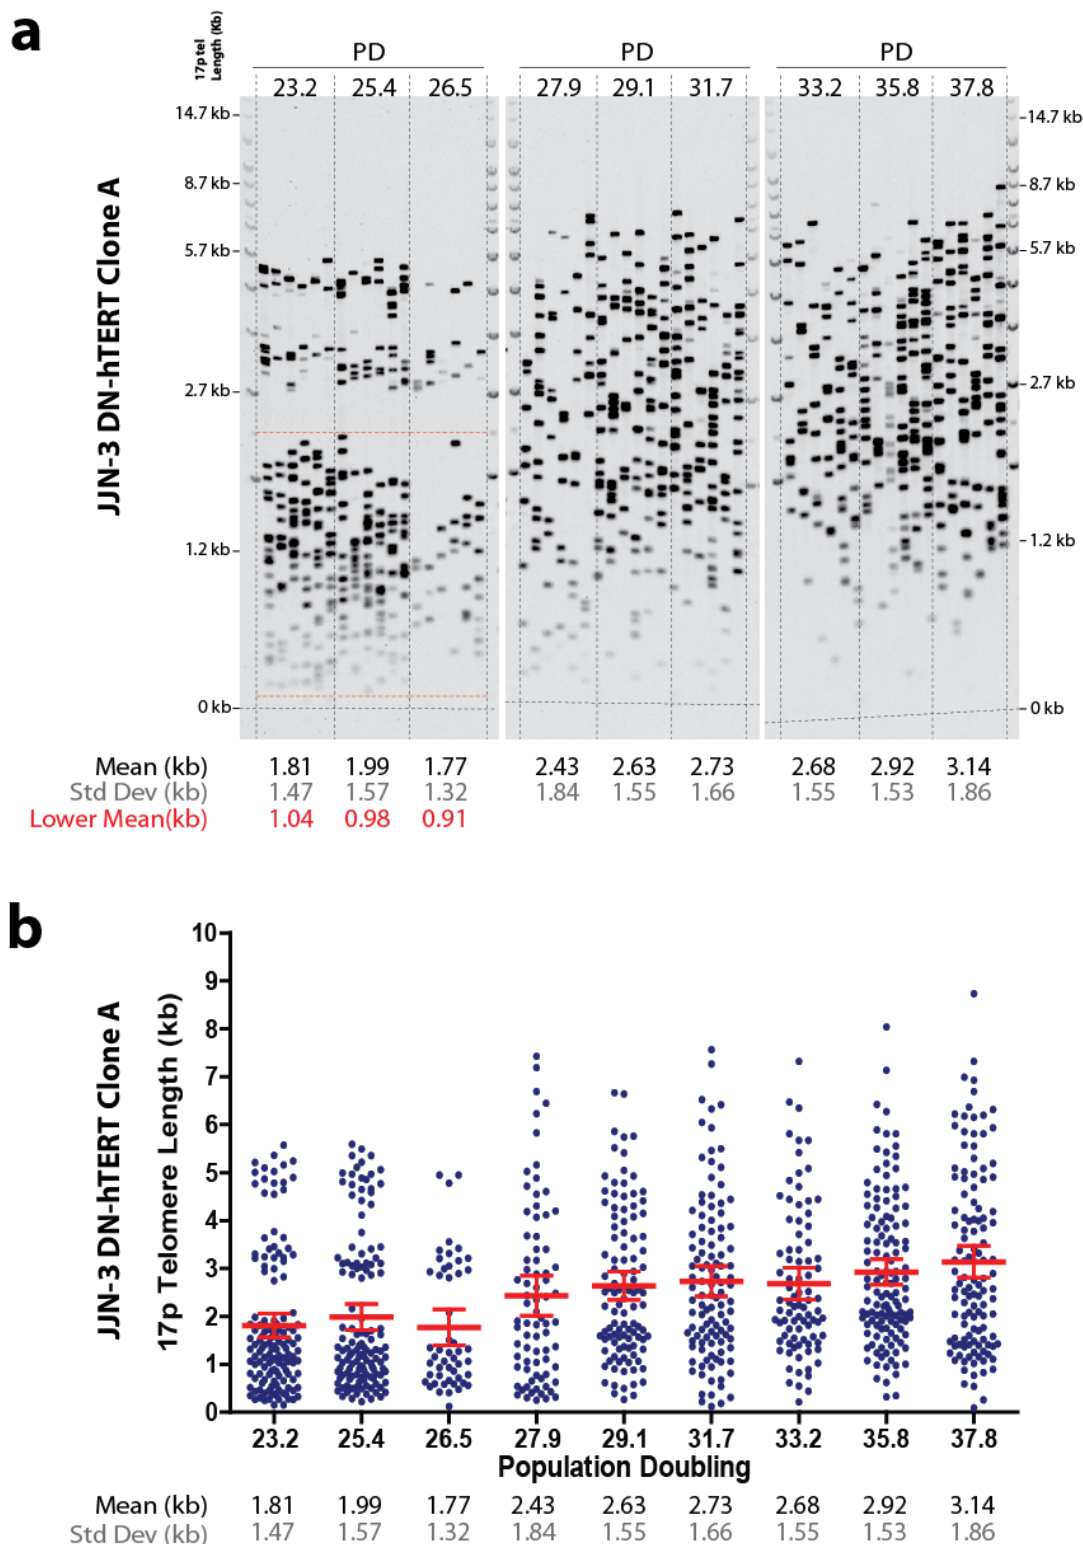 a
17ptel
Length (Kb)
PD PD PD
23.2 25.4 26.5 27.9 29.1 31.7 33.2 35.8 37.8
14.7 kb 14.7 kb
8.7 kb 8.7 kb
5.7 kb 5.7 kb
2.7 kb 2.7 kb
1.2 kb 1.2 kb
0 kb 0 kb
JJN-3 DN-hTERT Clone A
Mean (kb) 1.81 1.99 1.77 2.43 2.63 2.73 2.68 2.92 3.14
Std Dev (kb) 1.47 1.57 1.32 1.84 1.55 1.66 1.55 1.53 1.86
Lower Mean(kb) 1.04 0.98 0.91
b
JJN-3 DN-hTERT Clone A
17p Telomere Length (kb)
10
9
8
7
6
5
4
3
2
1
0
23.2 25.4 26.5 27.9 29.1 31.7 33.2 35.8 37.8
Population Doubling
Mean (kb) 1.81 1.99 1.77 2.43 2.63 2.73 2.68 2.92 3.14
Std Dev (kb) 1.47 1.57 1.32 1.84 1.55 1.66 1.55 1.53 1.86